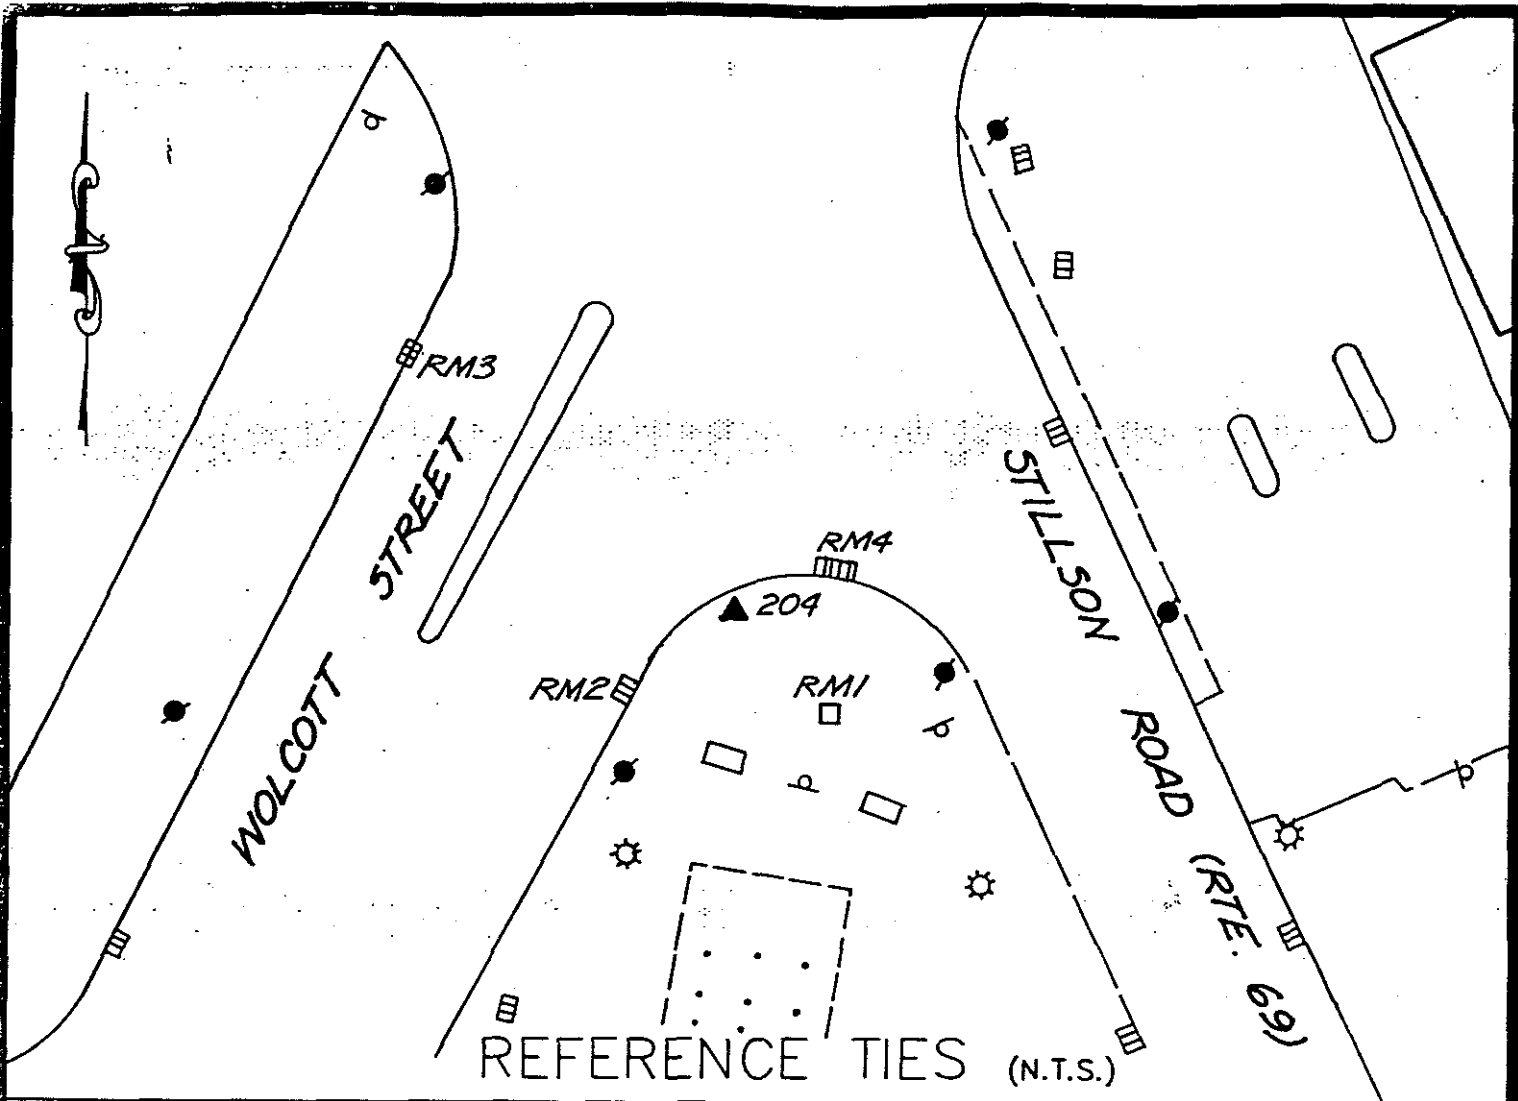 RM3
WOLCOTT STREET
RM4
204
RM2
RM1
STILLSON ROAD (RTE. 69)
REFERENCE TIES (N.T.S.)